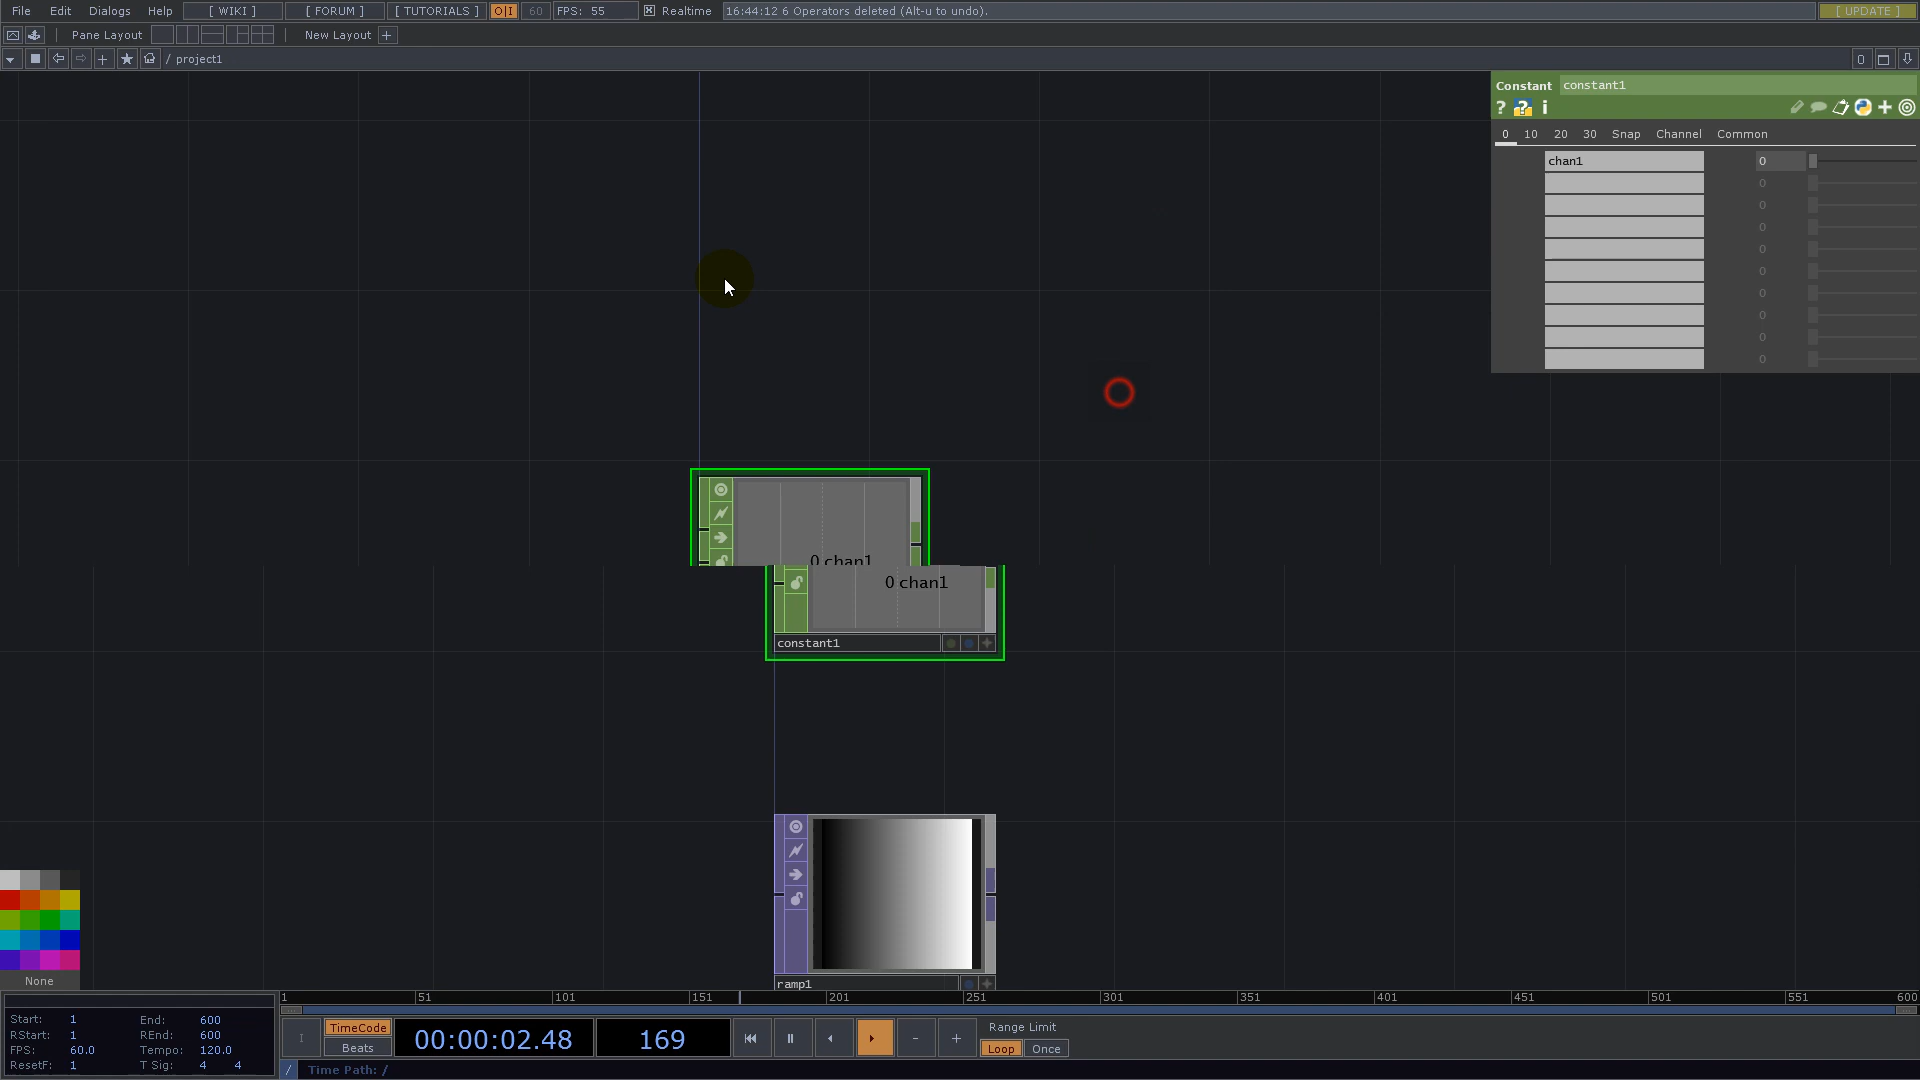 File Edit Dialogs Help [ WIKI ] [ FORUM ] [ TUTORIALS ] O|I 60 FPS: 55 Realtime 16:44:12 6 Operators deleted (Alt-u to undo). [ UPDATE ]
Pane Layout New Layout +
/ project1 0
Constant constant1
? ? i
0 10 20 30 Snap Channel Common
chan1 0
0
0
0
0
0
0
0
0
0
0 chan1
0 chan1
constant1
ramp1
None
1 51 101 151 201 251 301 351 401 451 501 551 600
Start: 1 End: 600
RStart: 1 REnd: 600
FPS: 60.0 Tempo: 120.0
ResetF: 1 T Sig: 4 4
I TimeCode Beats 00:00:02.48 169 - + Range Limit
Loop Once
/ Time Path: /